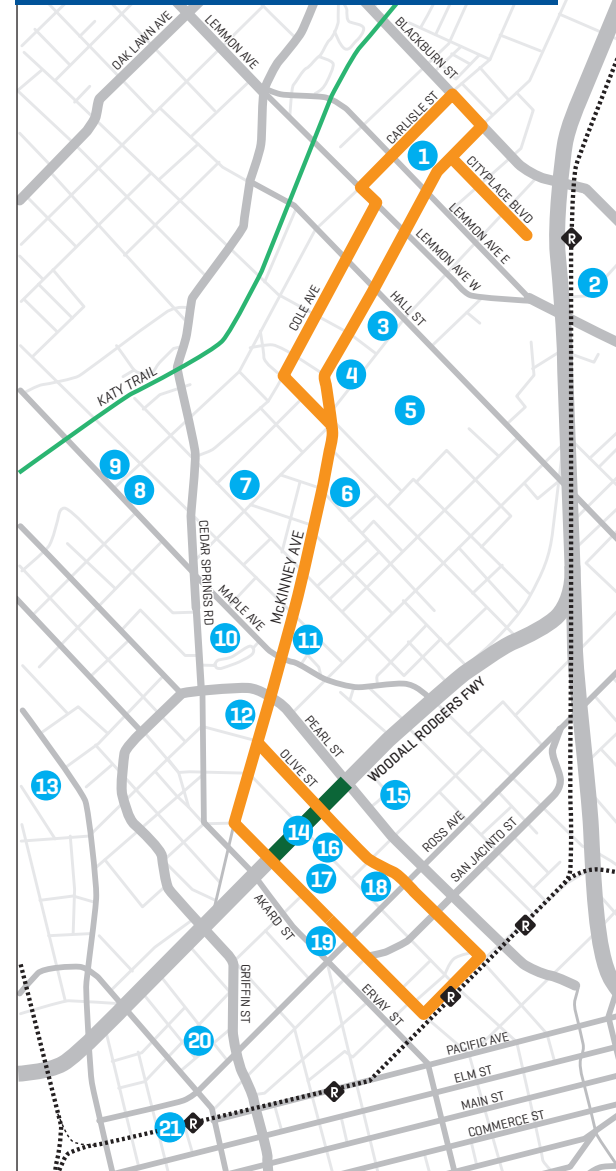 OAK LAWN AVE
LEMMON AVE
BLACKBURN ST
CARLISLE ST
1
CITYPLACE BLVD
LEMMON AVE E
R
LEMMON AVE W
2
HALL ST
COLE AVE
3
4
KATY TRAIL
5
9
8
7
6
CEDAR SPRINGS RD
McKINNEY AVE
MAPLE AVE
10
11
12
PEARL ST
WOODALL RODGERS FWY
OLIVE ST
13
15
14
16
ROSS AVE
SAN JACINTO ST
17
18
AKARD ST
19
R
GRIFFIN ST
ERVAY ST
R
20
PACIFIC AVE
ELM ST
R
MAIN ST
21
R
COMMERCE ST